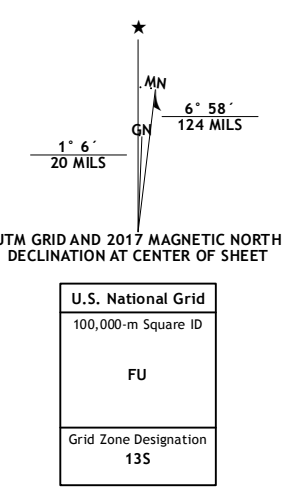 ★
MN
GN
6° 58´
124 MILS
1° 6´
20 MILS
UTM GRID AND 2017 MAGNETIC NORTH
DECLINATION AT CENTER OF SHEET
U.S. National Grid
100,000-m Square ID
FU
Grid Zone Designation
13S